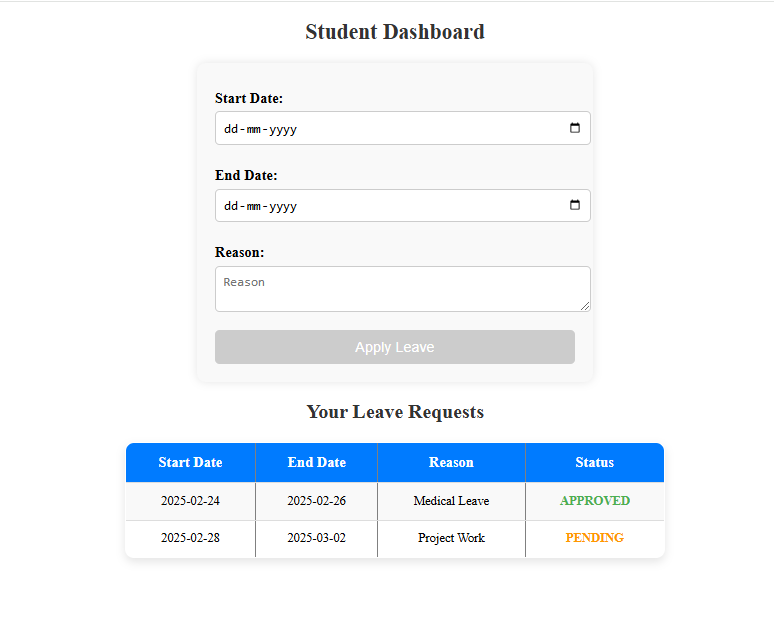 Student Dashboard
Start Date:
dd-mm-yyyy
End Date:
dd-mm-yyyy
Reason:
Reason
Apply Leave
Your Leave Requests
Start Date End Date Reason Status
2025-02-24 2025-02-26 Medical Leave APPROVED
2025-02-28 2025-03-02 Project Work PENDING